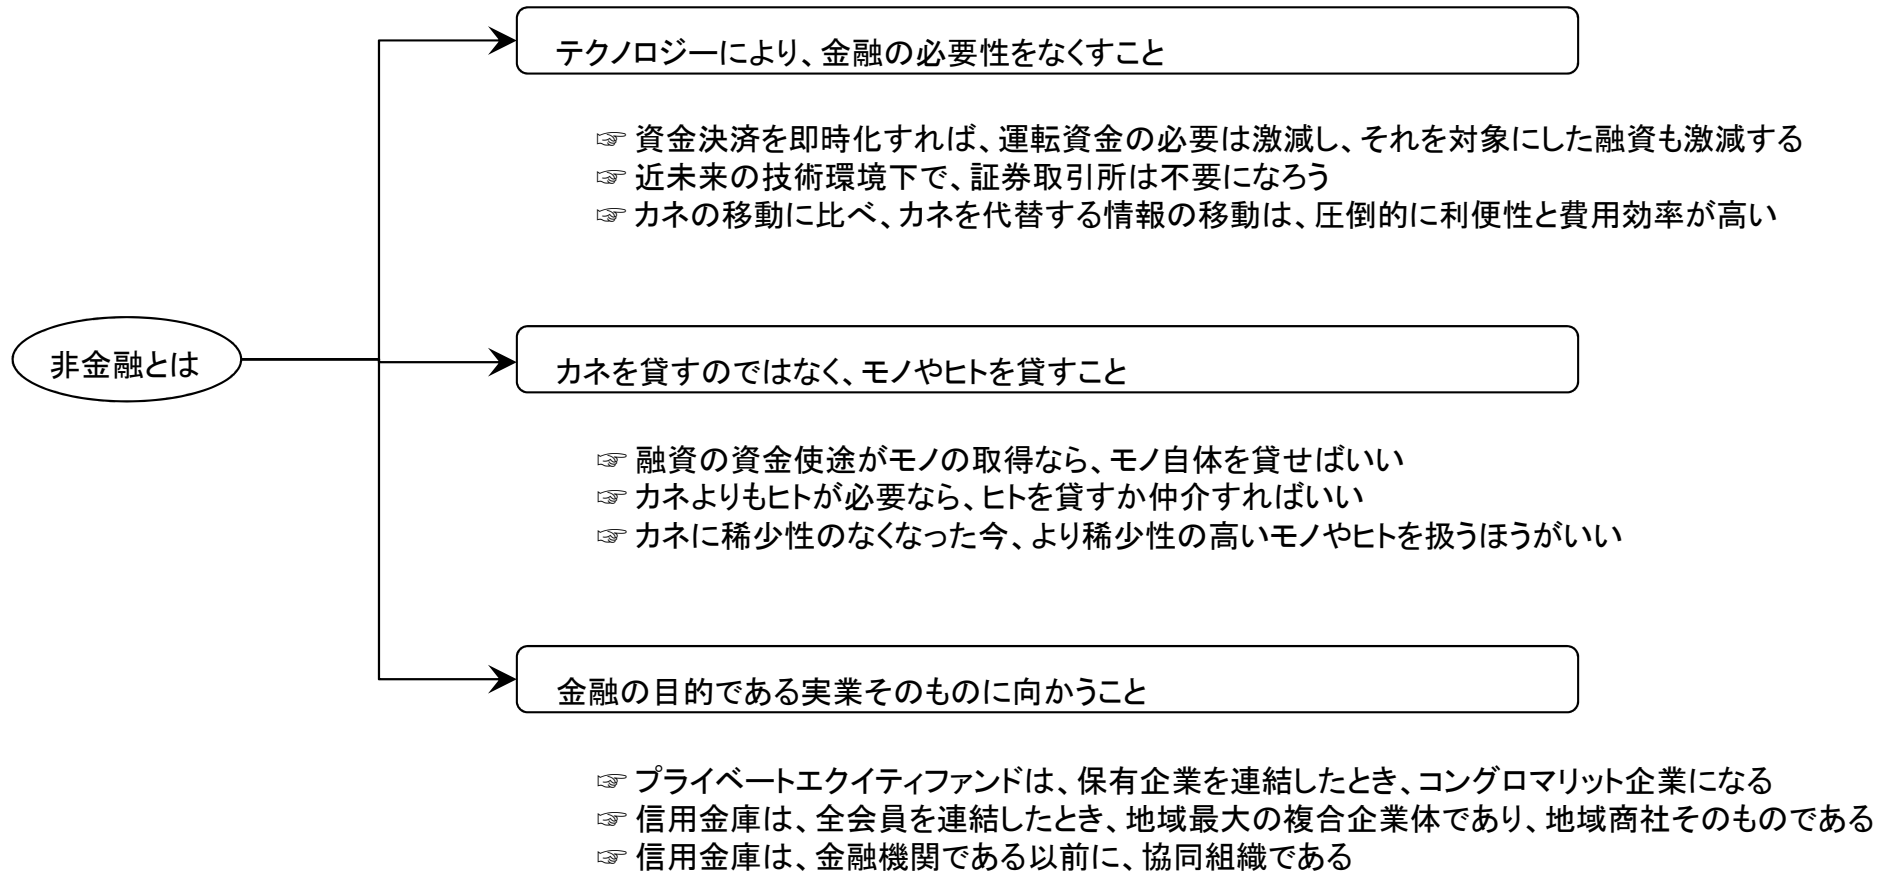 テクノロジーにより、金融の必要性をなくすこと
☞ 資金決済を即時化すれば、運転資金の必要は激減し、それを対象にした融資も激減する
☞ 近未来の技術環境下で、証券取引所は不要になろう
☞ カネの移動に比べ、カネを代替する情報の移動は、圧倒的に利便性と費用効率が高い
非金融とは
カネを貸すのではなく、モノやヒトを貸すこと
☞ 融資の資金使途がモノの取得なら、モノ自体を貸せばいい
☞ カネよりもヒトが必要なら、ヒトを貸すか仲介すればいい
☞ カネに稀少性のなくなった今、より稀少性の高いモノやヒトを扱うほうがいい
金融の目的である実業そのものに向かうこと
☞ プライベートエクイティファンドは、保有企業を連結したとき、コングロマリット企業になる
☞ 信用金庫は、全会員を連結したとき、地域最大の複合企業体であり、地域商社そのものである
☞ 信用金庫は、金融機関である以前に、協同組織である